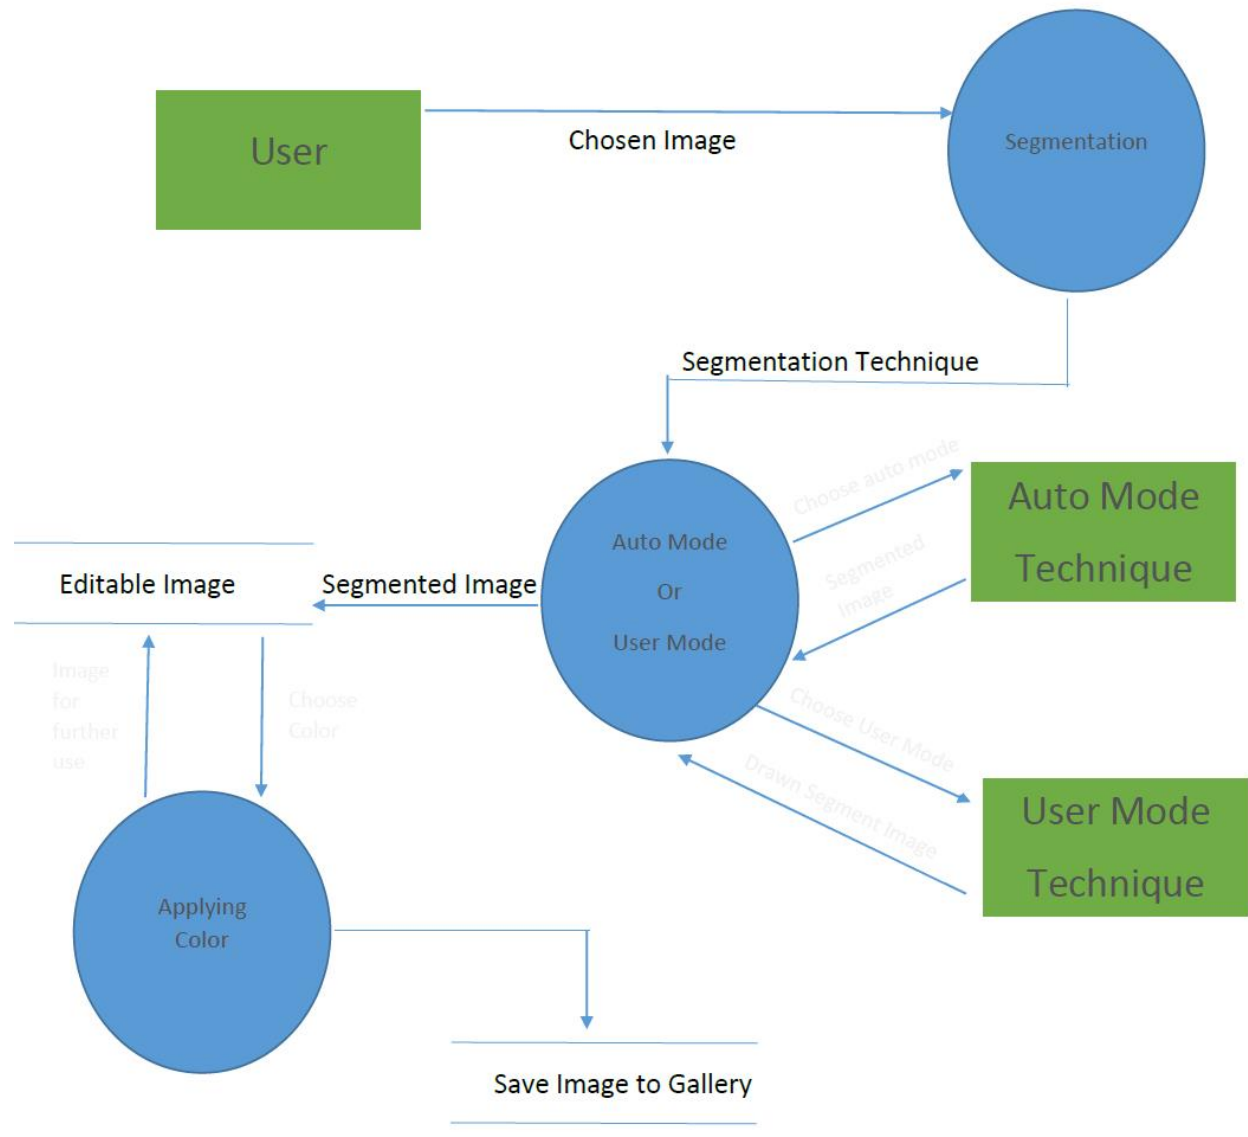 User
Chosen Image
Segmentation
Segmentation Technique
Choose auto mode
Auto Mode
Technique
Segmented
Image
Auto Mode
Or
User Mode
Segmented Image
Editable Image
Image
for
further
use
Choose
Color
Choose User Mode
Drawn Segment Image
User Mode
Technique
Applying
Color
Save Image to Gallery